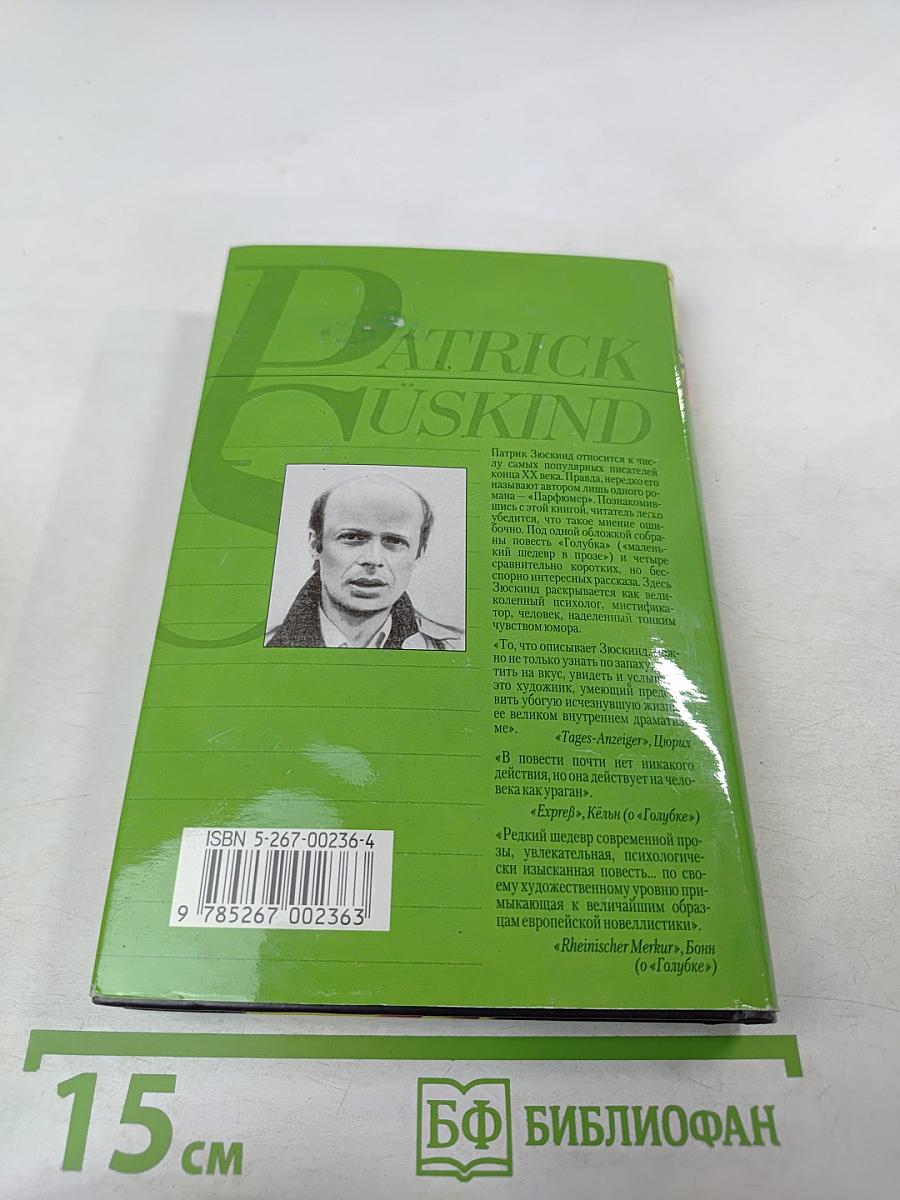 PATRICK
SÜSKIND
Патрик Зюскинд относится к чис-
лу самых популярных писателей
конца XX века. Правда, нередко его
называют автором лишь одного ро-
мана — «Парфюмер». Познакомив-
шись с этой книгой, читатель легко
убедится, что такое мнение оши-
бочно. Под одной обложкой собра-
ны повесть «Голубка» («малень-
кий шедевр в прозе») и четыре
сравнительно коротких, но бес-
спорно интересных рассказа. Здесь
Зюскинд раскрывается как вели-
колепный психолог, мистифика-
тор, человек, наделенный тонким
чувством юмора.
«То, что описывает Зюскинд,
но не только узнать по запаху,
тить на вкус, увидеть и
это художник, умеющий
вить убогую исчезнувшую
ее великом внутреннем драматиз-
ме».
«Tages-Anzeiger», Цюрих
«В повести почти нет никакого
действия, но она действует на чело-
века как ураган».
«Expreß», Кёльн (о «Голубке»)
«Редкий шедевр современной про-
зы, увлекательная, психологиче-
ски изысканная повесть... по сво-
ему художественному уровню при-
мыкающая к величайшим образ-
цам европейской новеллистики».
«Rheinischer Merkur», Бонн
(о «Голубке»)
ISBN 5-267-00236-4
9 785267 002363
15 см
БФ БИБЛИОФАН